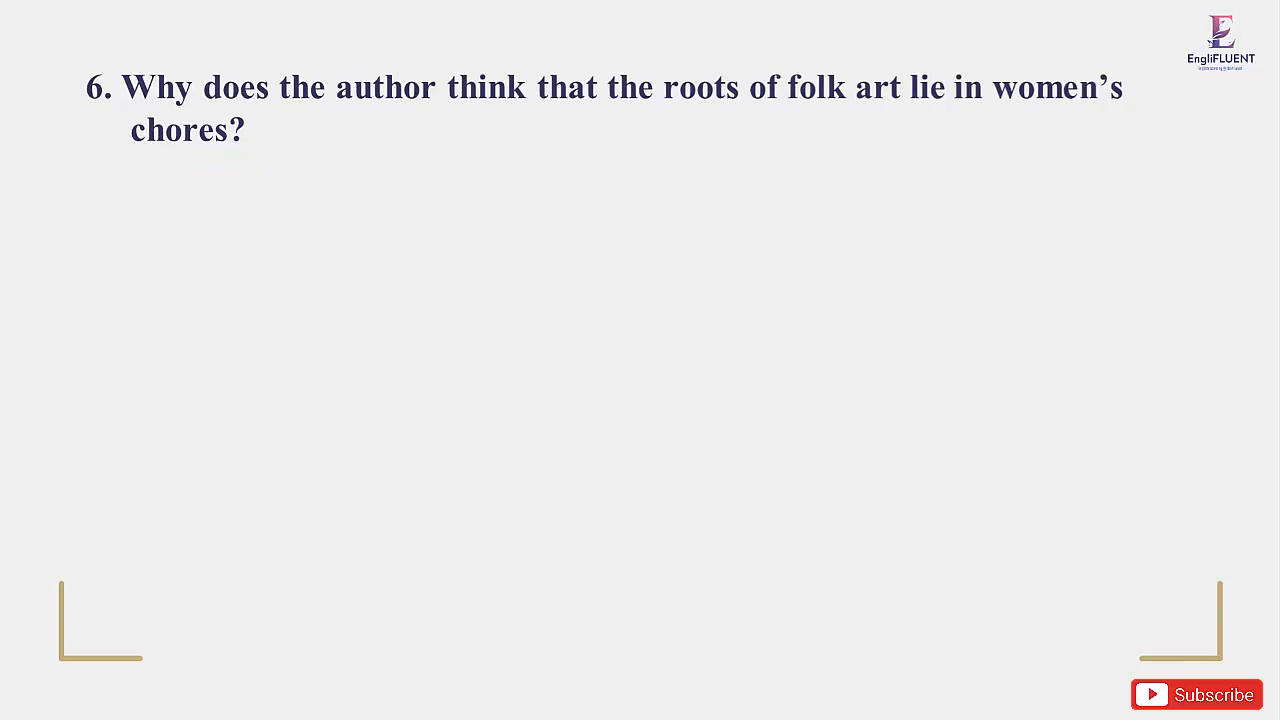 EngliFLUENT
6. Why does the author think that the roots of folk art lie in women’s
chores?
Subscribe